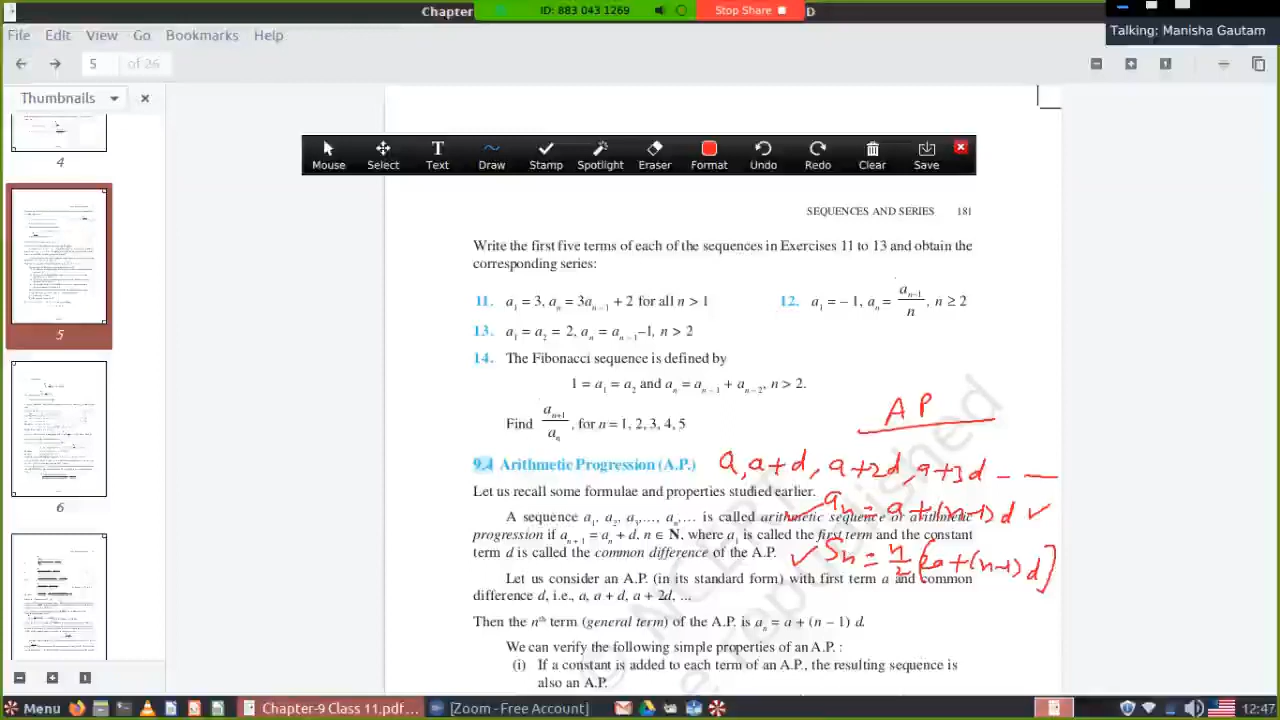 Chapter
ID: 883 043 1269
Stop Share
D
Talking: Manisha Gautam
File Edit View Go Bookmarks Help
5 of 26
Thumbnails
4
5
6
Mouse Select Text Draw Stamp Spotlight Eraser Format Undo Redo Clear Save
SEQUENCES AND SERIES 181
Write the first five terms of each of the sequences in Exercises 11 to 13 and obtain the
corresponding series:
11. a₁ = 3, aₙ = 3aₙ₋₁ + 2 for all n > 1
12. a₁ = – 1, aₙ = aₙ₋₁/n, n ≥ 2
13. a₁ = a₂ = 2, aₙ = aₙ₋₁–1, n > 2
14. The Fibonacci sequence is defined by
1 = a₁ = a₂ and aₙ = aₙ₋₁ + aₙ₋₂, n > 2.
Find aₙ₊₁/aₙ, for n = 1, 2, 3, 4, 5
A P
9.4 Arithmetic Progression (A.P.)
a, a+d, a+2d, a+3d - —
Let us recall some formulae and properties studied earlier.
aₙ = a+(n-1)d ✓
A sequence a₁, a₂, a₃,…, aₙ,… is called arithmetic sequence or arithmetic
progression if aₙ₊₁ = aₙ + d, n ∈ N, where a₁ is called the first term and the constant
term d is called the common difference of the A.P.
✓ Sₙ = n/2 [2a+(n-1)d]
Let us consider an A.P. (in its standard form) with first term a and common
difference d, i.e., a, a + d, a + 2d, ...
Then the nᵗʰ term (general term) of the A.P. is aₙ = a + (n – 1) d.
We can verify the following simple properties of an A.P. :
(i) If a constant is added to each term of an A.P., the resulting sequence is
also an A.P.
Menu
Chapter-9 Class 11.pdf...
[Zoom - Free Account]
12:47